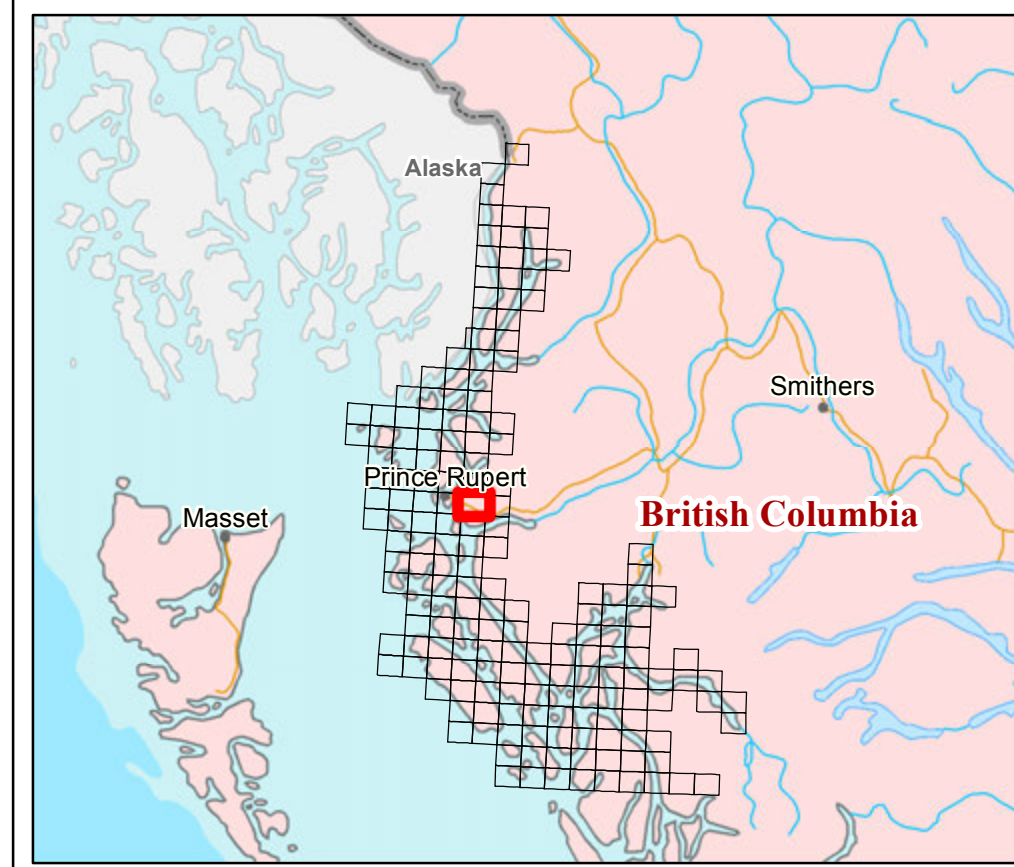 Alaska
Smithers
Prince Rupert
Masset
British Columbia